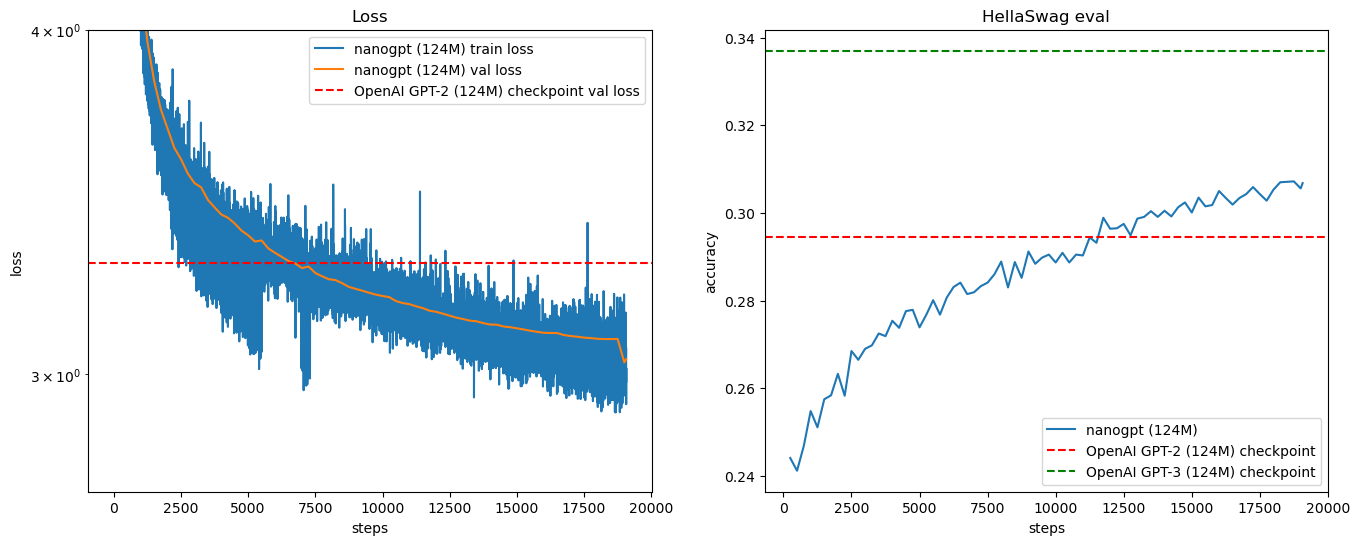 Loss
4 × 10⁰
3 × 10⁰
loss
0
2500
5000
7500
10000
12500
15000
17500
20000
steps
nanogpt (124M) train loss
nanogpt (124M) val loss
OpenAI GPT-2 (124M) checkpoint val loss
HellaSwag eval
0.34
0.32
0.30
0.28
0.26
0.24
accuracy
0
2500
5000
7500
10000
12500
15000
17500
20000
steps
nanogpt (124M)
OpenAI GPT-2 (124M) checkpoint
OpenAI GPT-3 (124M) checkpoint